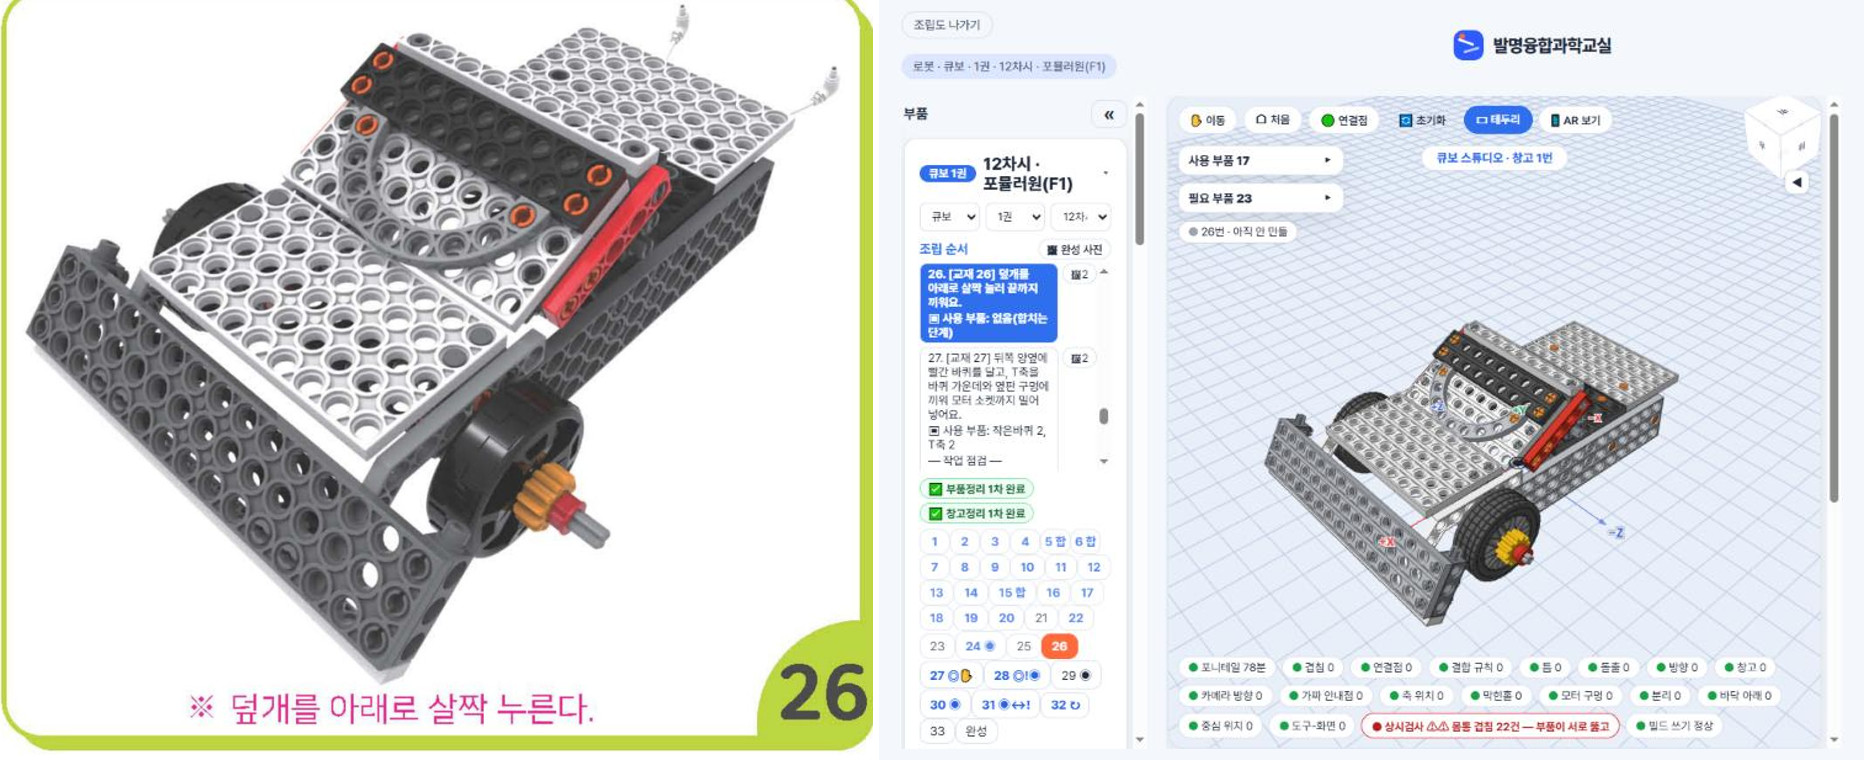 ※ 덮개를 아래로 살짝 누른다.
26
조립도 나가기
로봇 · 큐보 · 1권 · 12차시 · 포뮬러원(F1)
발명융합과학교실
부품
«
큐보 1권
12차시 ·
포뮬러원(F1)
큐보
1권
12차
조립 순서
완성 사진
26. [교재 26] 덮개를
아래로 살짝 눌러 끝까지
끼워요.
▣ 사용 부품: 없음(합치는
단계)
2
27. [교재 27] 뒤쪽 양옆에
빨간 바퀴를 달고, T축을
바퀴 가운데와 옆판 구멍에
끼워 모터 소켓까지 밀어
넣어요.
▣ 사용 부품: 작은바퀴 2,
T축 2
— 작업 점검 —
2
✅ 부품정리 1차 완료
✅ 창고정리 1차 완료
1 2 3 4 5 합 6 합
7 8 9 10 11 12
13 14 15 합 16 17
18 19 20 21 22
23 24 ◉ 25 26
27 ◎✋ 28 ◎!◉ 29 ◉
30 ◉ 31 ◉↔! 32 ↻
33 완성
이동 처음 연결점 초기화 테두리 AR 보기
사용 부품 17
큐보 스튜디오 · 창고 1번
필요 부품 23
26번 · 아직 안 만듦
-X
+X
-Z
포니테일 78분 겹침 0 연결점 0 결합 규칙 0 틈 0 돌출 0 방향 0 창고 0
카메라 방향 0 가짜 안내점 0 축 위치 0 막힌홀 0 모터 구멍 0 분리 0 바닥 아래 0
중심 위치 0 도구-화면 0 상시검사 ⚠⚠ 몸통 겹침 22건 — 부품이 서로 뚫고 빌드 쓰기 정상